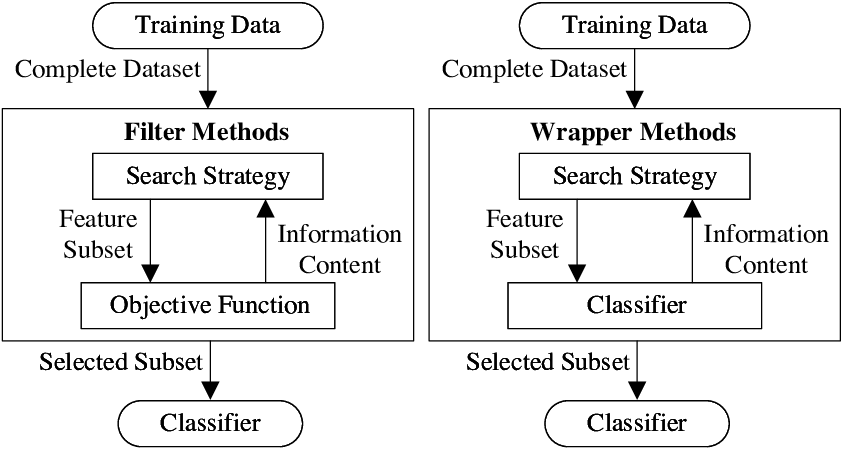 Training Data
Complete Dataset
Filter Methods
Search Strategy
Feature
Subset
Information
Content
Objective Function
Selected Subset
Classifier
Training Data
Complete Dataset
Wrapper Methods
Search Strategy
Feature
Subset
Information
Content
Classifier
Selected Subset
Classifier